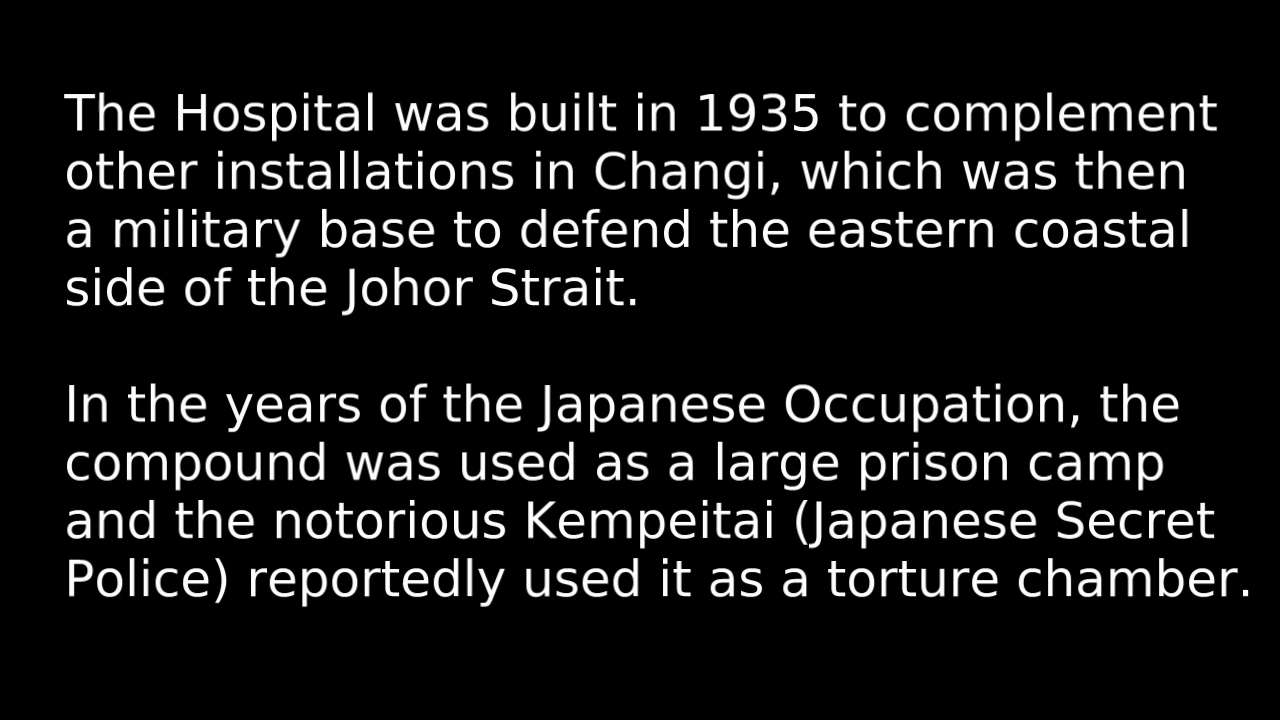 The Hospital was built in 1935 to complement
other installations in Changi, which was then
a military base to defend the eastern coastal
side of the Johor Strait.
In the years of the Japanese Occupation, the
compound was used as a large prison camp
and the notorious Kempeitai (Japanese Secret
Police) reportedly used it as a torture chamber.